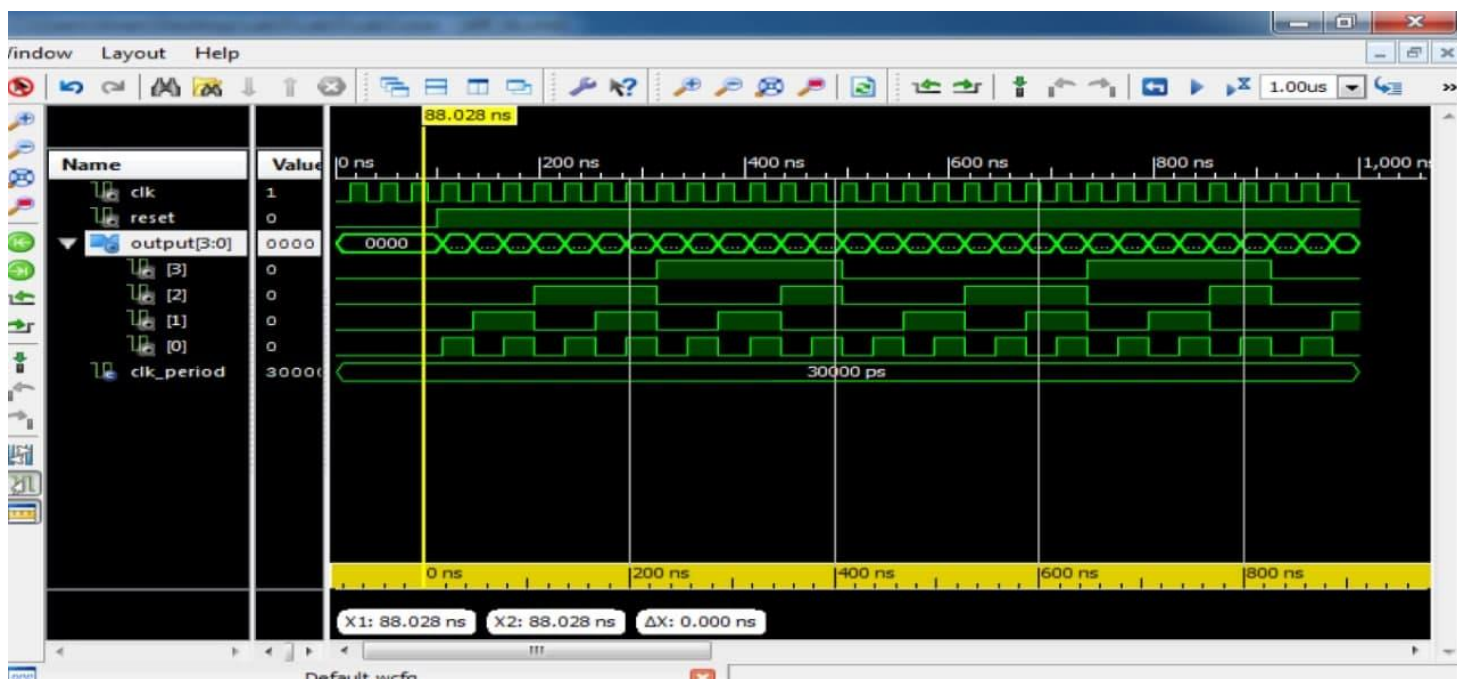 Window Layout Help
1.00us
88.028 ns
Name Value 0 ns 200 ns 400 ns 600 ns 800 ns 1,000 n
clk 1
reset 0
output[3:0] 0000 0000 ... ... ... ... ... ... ... ... ... ... ... ... ... ... ...
[3] 0
[2] 0
[1] 0
[0] 0
clk_period 30000 30000 ps
0 ns 200 ns 400 ns 600 ns 800 ns
X1: 88.028 ns X2: 88.028 ns ΔX: 0.000 ns
Default.wcfg